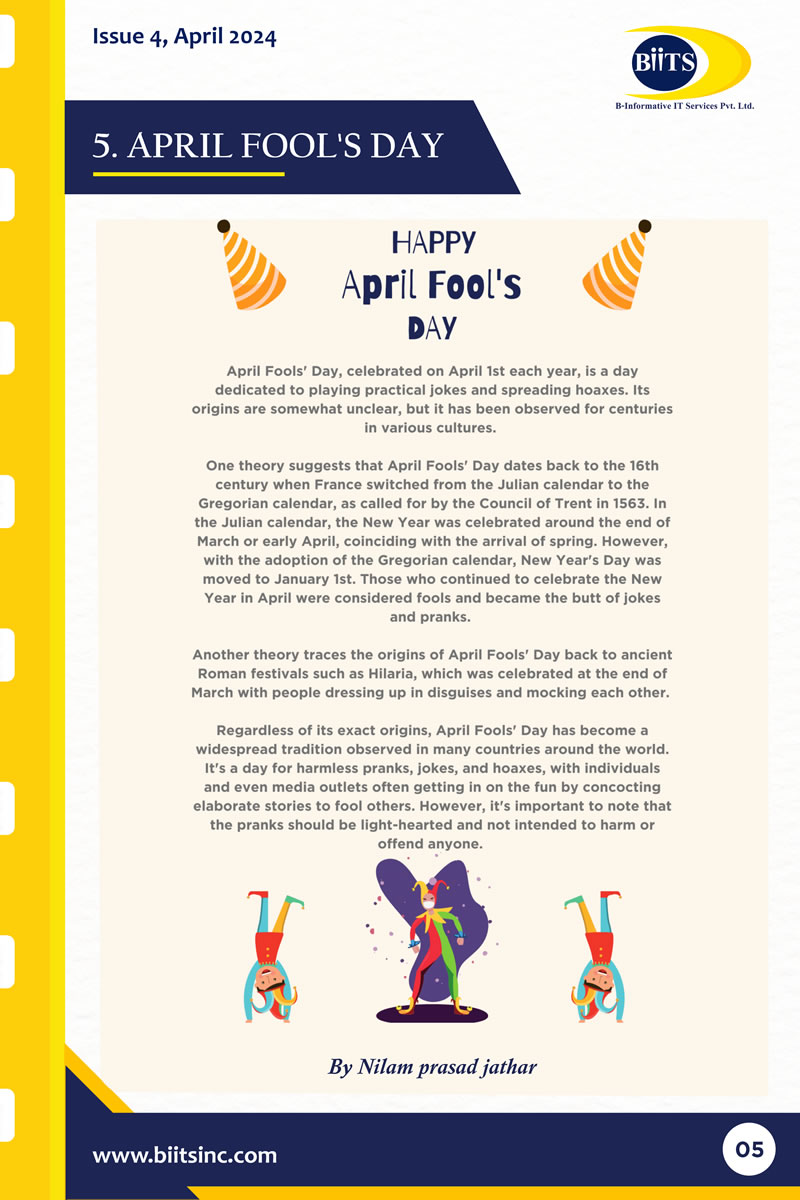 Issue 4, April 2024
BiiTS
B-Informative IT Services Pvt. Ltd.
5. APRIL FOOL'S DAY
HAPPY
April Fool's
DAY
April Fools' Day, celebrated on April 1st each year, is a day
dedicated to playing practical jokes and spreading hoaxes. Its
origins are somewhat unclear, but it has been observed for centuries
in various cultures.
One theory suggests that April Fools' Day dates back to the 16th
century when France switched from the Julian calendar to the
Gregorian calendar, as called for by the Council of Trent in 1563. In
the Julian calendar, the New Year was celebrated around the end of
March or early April, coinciding with the arrival of spring. However,
with the adoption of the Gregorian calendar, New Year's Day was
moved to January 1st. Those who continued to celebrate the New
Year in April were considered fools and became the butt of jokes
and pranks.
Another theory traces the origins of April Fools' Day back to ancient
Roman festivals such as Hilaria, which was celebrated at the end of
March with people dressing up in disguises and mocking each other.
Regardless of its exact origins, April Fools' Day has become a
widespread tradition observed in many countries around the world.
It's a day for harmless pranks, jokes, and hoaxes, with individuals
and even media outlets often getting in on the fun by concocting
elaborate stories to fool others. However, it's important to note that
the pranks should be light-hearted and not intended to harm or
offend anyone.
By Nilam prasad jathar
www.biitsinc.com
05